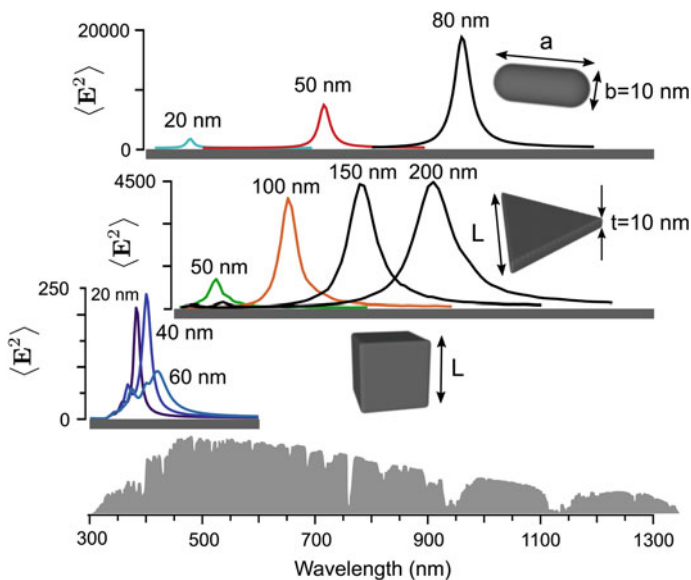 20000
80 nm
a
b=10 nm
50 nm
20 nm
0
⟨E²⟩
4500
100 nm
150 nm
200 nm
L
t=10 nm
50 nm
0
⟨E²⟩
250
20 nm
40 nm
60 nm
L
0
⟨E²⟩
300 500 700 900 1100 1300
Wavelength (nm)